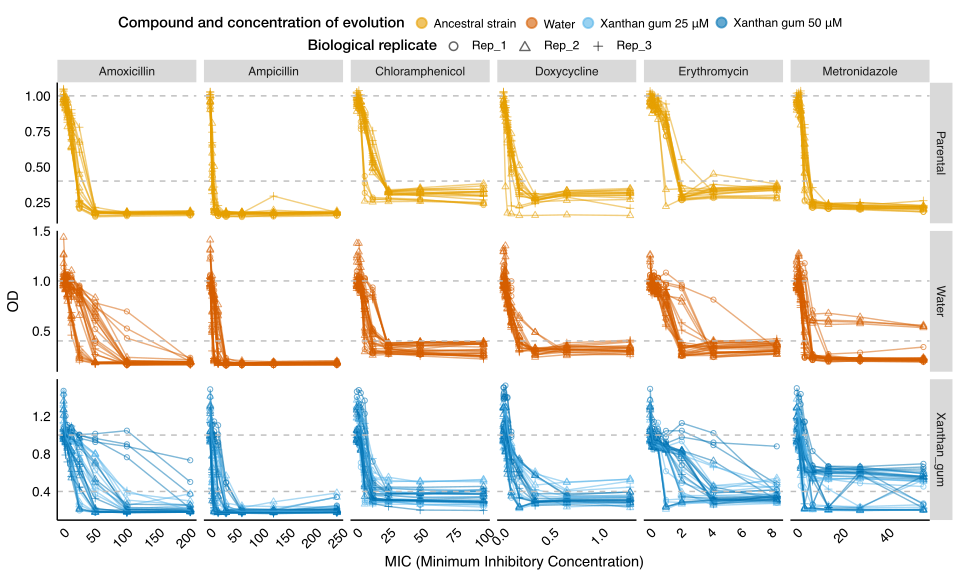 Compound and concentration of evolution Ancestral strain Water Xanthan gum 25 μM Xanthan gum 50 μM
Biological replicate Rep_1 Rep_2 Rep_3
Amoxicillin Ampicillin Chloramphenicol Doxycycline Erythromycin Metronidazole
1.00
0.75
0.50
0.25
Parental
1.5
1.0
0.5
Water
OD
1.2
0.8
0.4
Xanthan_gum
0 50 100 150 200 0 50 100 150 200 250 0 25 50 75 100 0.0 0.5 1.0 0 2 4 6 8 0 20 40
MIC (Minimum Inhibitory Concentration)